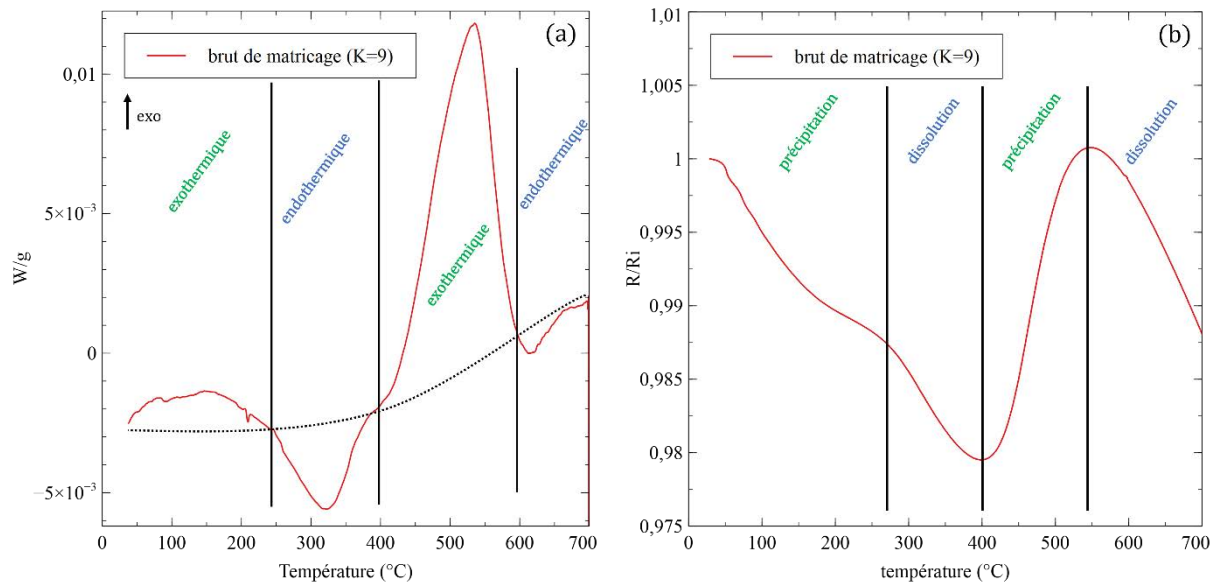 (a)
brut de matricage (K=9)
exo
exothermique
endothermique
exothermique
endothermique
W/g
0,01
5×10⁻³
0
−5×10⁻³
0 100 200 300 400 500 600 700
Température (°C)
(b)
brut de matricage (K=9)
précipitation
dissolution
précipitation
dissolution
R/Ri
1,01
1,005
1
0,995
0,99
0,985
0,98
0,975
0 100 200 300 400 500 600 700
température (°C)